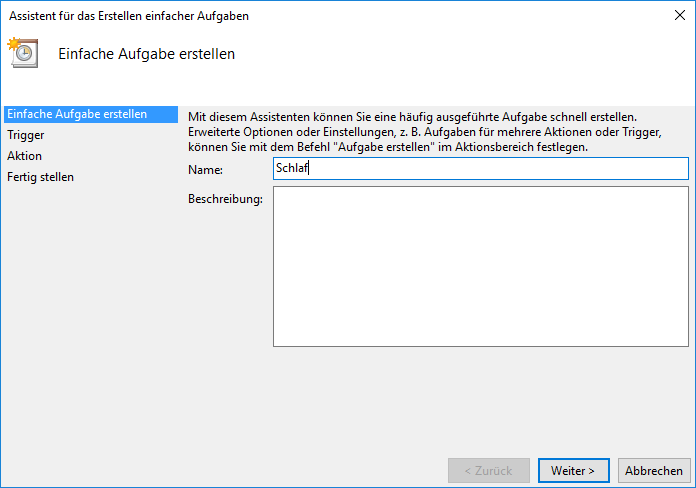 Assistent für das Erstellen einfacher Aufgaben
Einfache Aufgabe erstellen
Einfache Aufgabe erstellen
Trigger
Aktion
Fertig stellen
Mit diesem Assistenten können Sie eine häufig ausgeführte Aufgabe schnell erstellen.
Erweiterte Optionen oder Einstellungen, z. B. Aufgaben für mehrere Aktionen oder Trigger,
können Sie mit dem Befehl "Aufgabe erstellen" im Aktionsbereich festlegen.
Name: Schlaf
Beschreibung:
< Zurück Weiter > Abbrechen